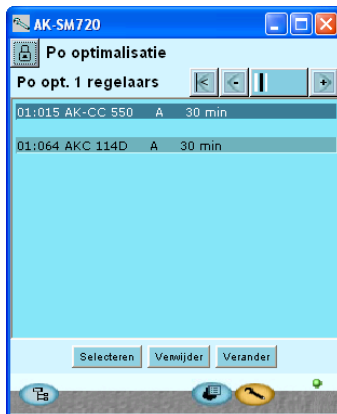 AK-SM720
Po optimalisatie
Po opt. 1 regelaars
01:015 AK-CC 550 A 30 min
01:064 AKC 114D A 30 min
Selecteren Verwijder Verander